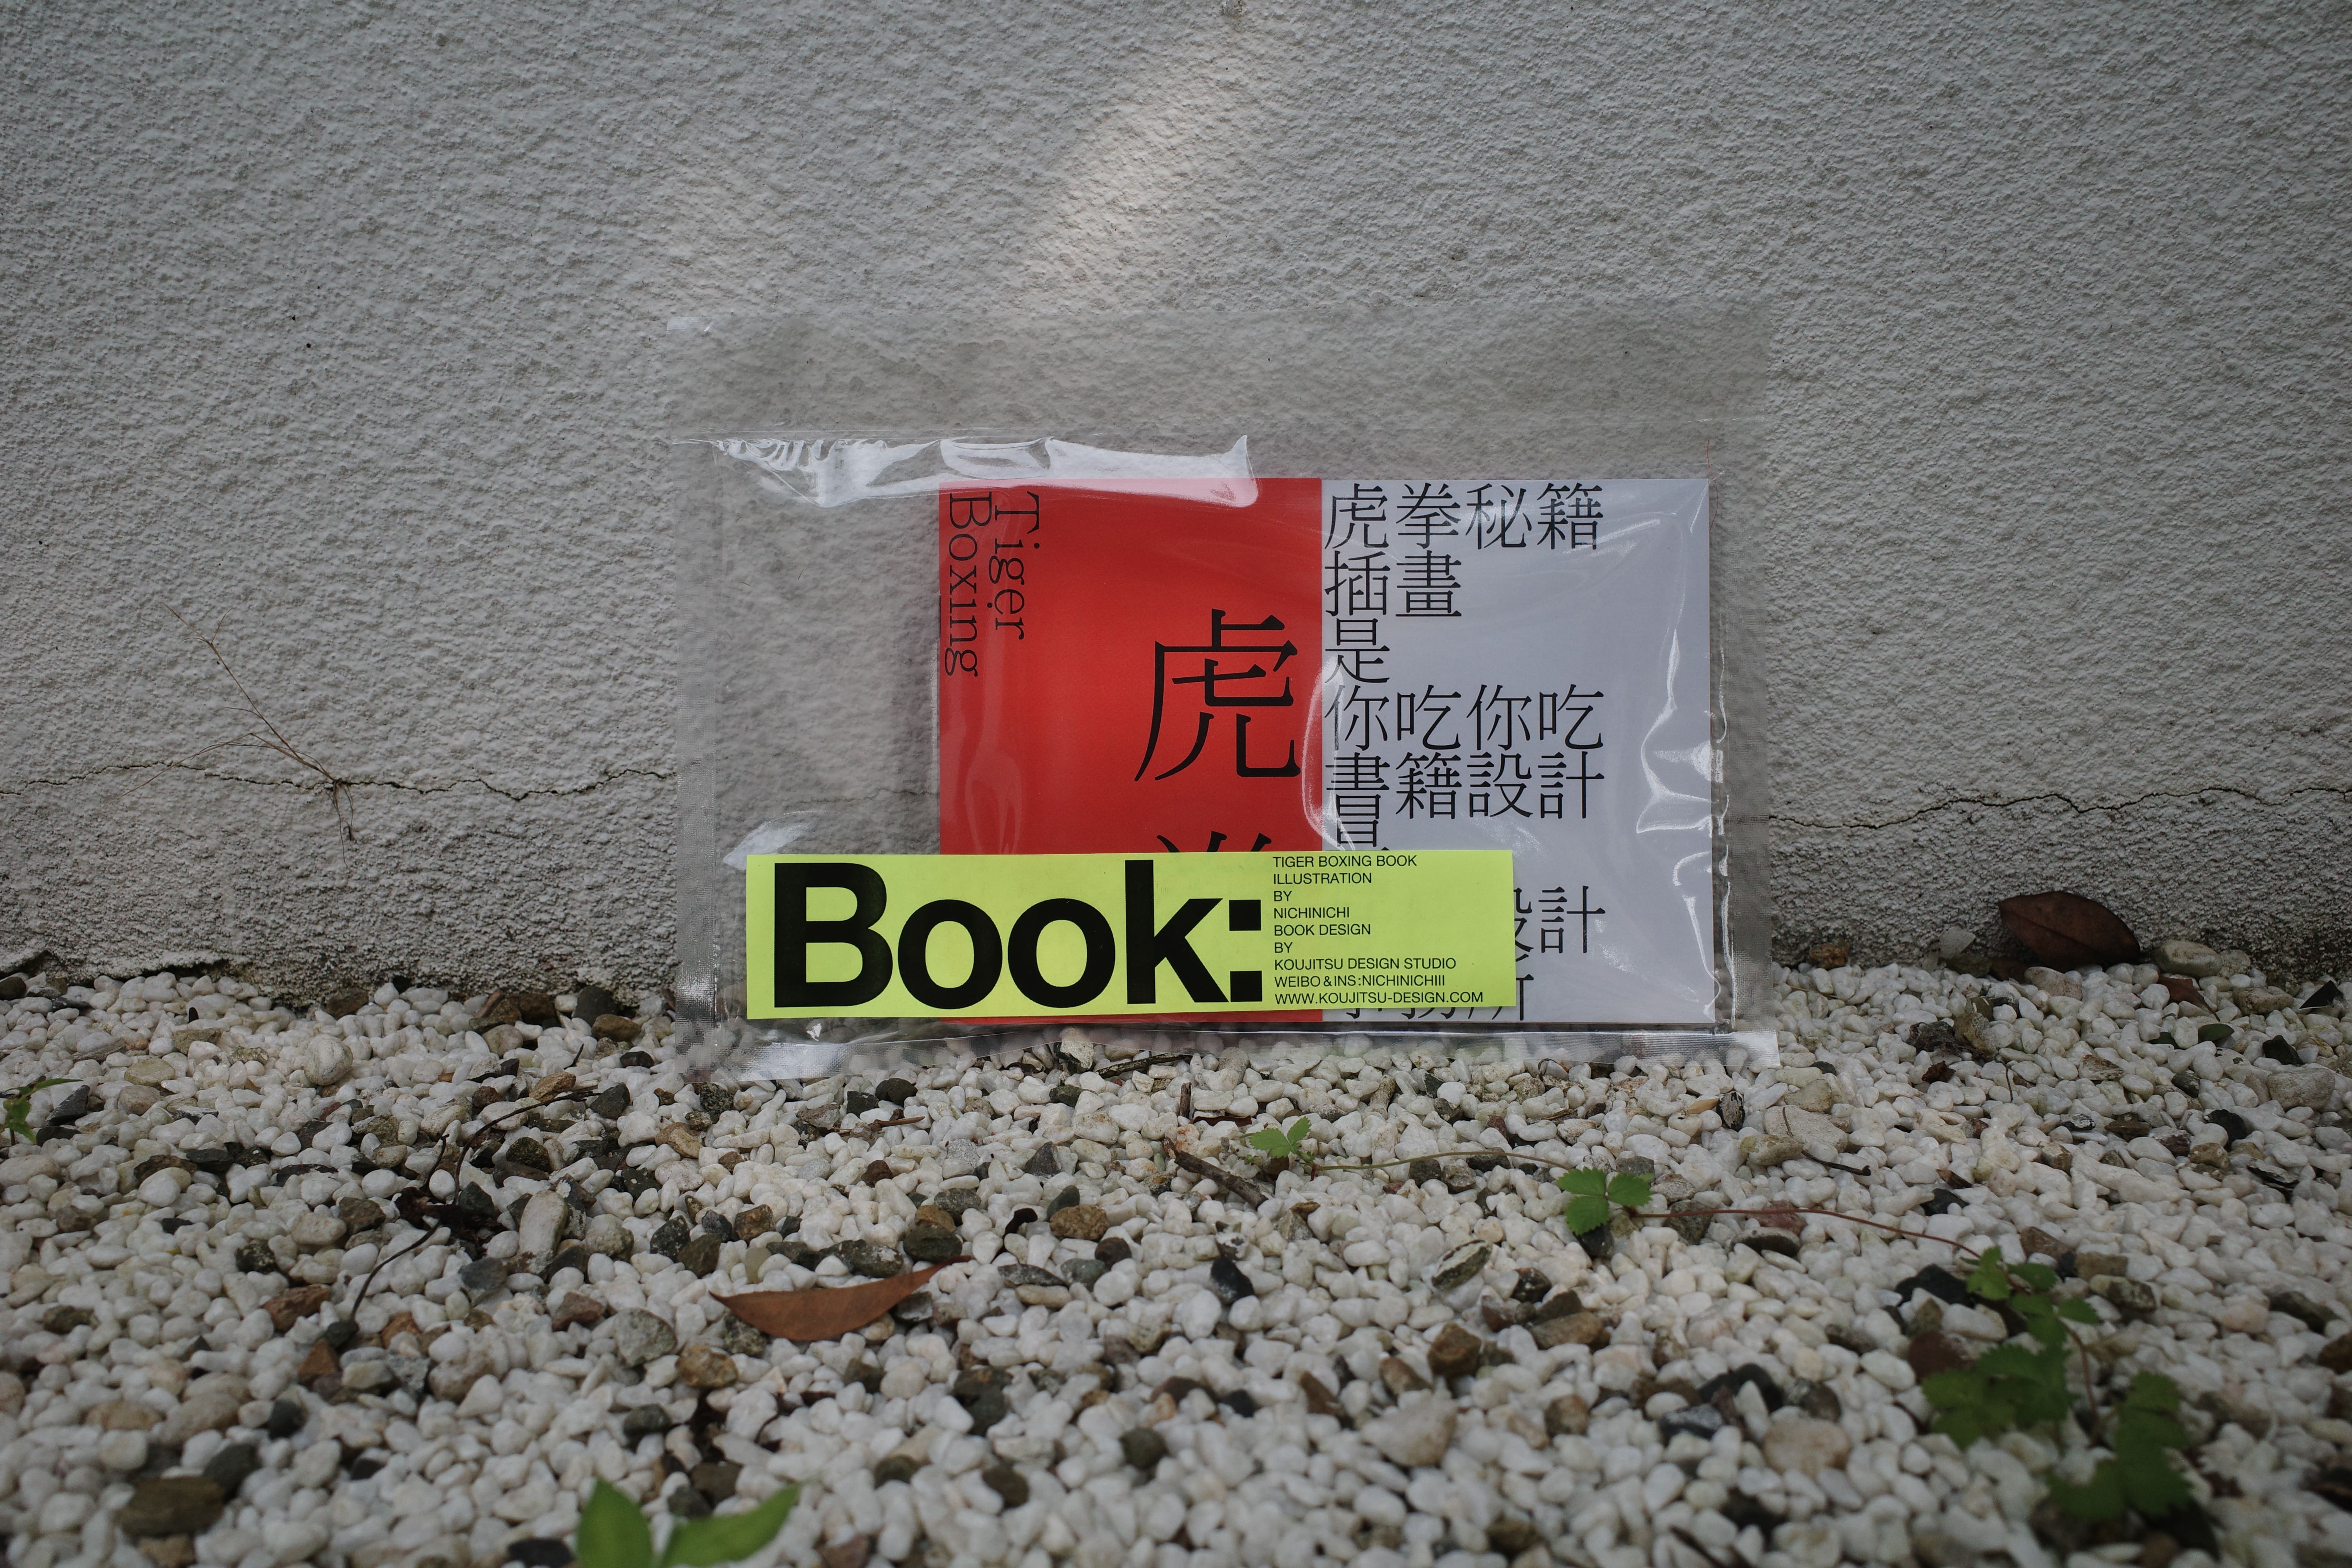 Tiger
Boxing
虎
虎拳秘籍
插畫
是
你吃你吃
書籍設計
是
計
Book:
TIGER BOXING BOOK
ILLUSTRATION
BY
NICHINICHI
BOOK DESIGN
BY
KOUJITSU DESIGN STUDIO
WEIBO & INS:NICHINICHIII
WWW.KOUJITSU-DESIGN.COM